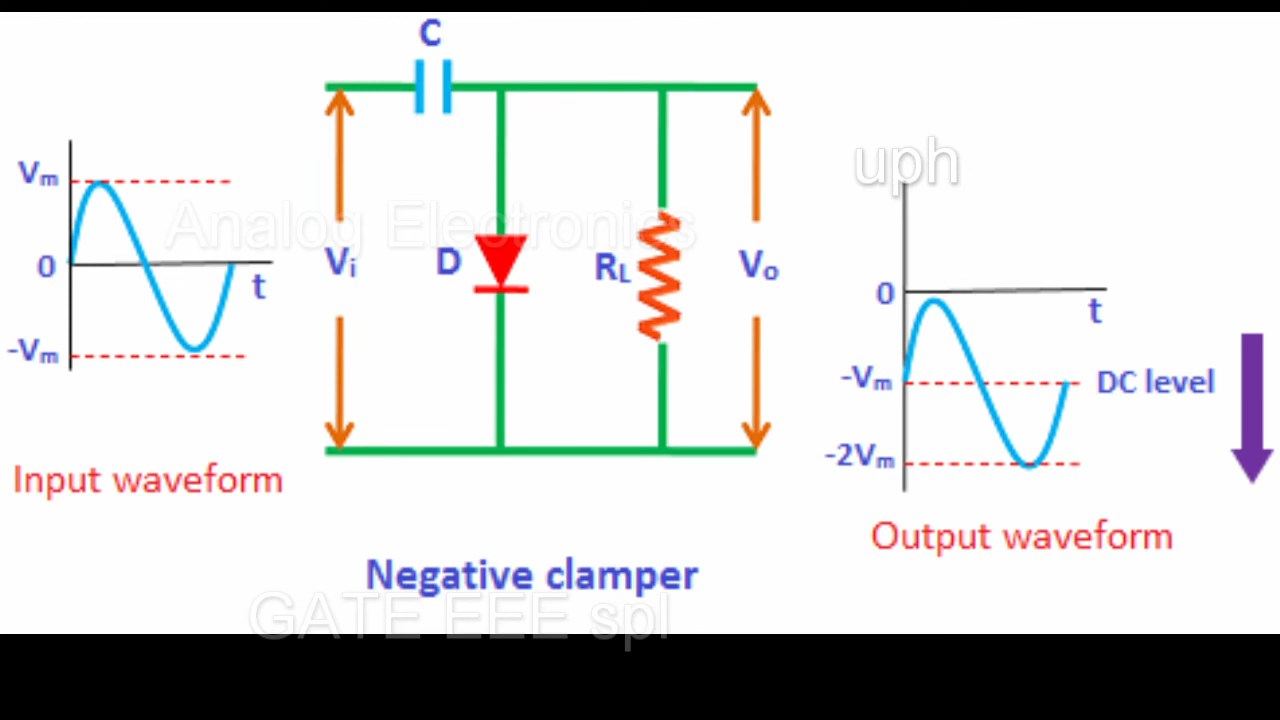 C
uph
Vm
Analog Electronics
0
t
Vi
D
RL
Vo
0
t
-Vm
-Vm
DC level
-2Vm
Input waveform
Output waveform
Negative clamper
GATE EEE spl